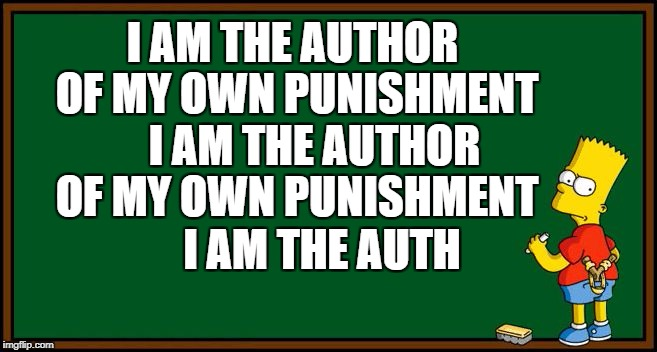 I AM THE AUTHOR
OF MY OWN PUNISHMENT
I AM THE AUTHOR
OF MY OWN PUNISHMENT
I AM THE AUTH
imgflip.com